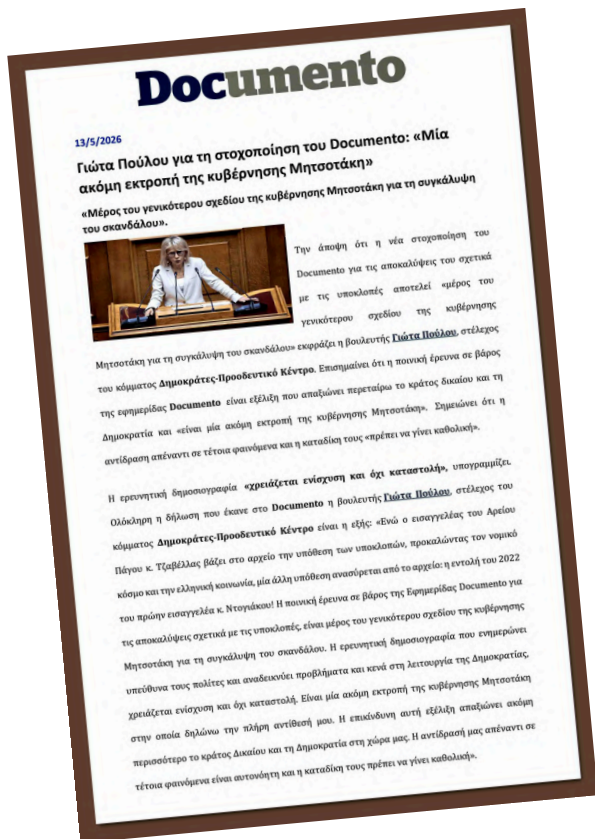 Documento
13/5/2026
Γιώτα Πούλου για τη στοχοποίηση του Documento: «Μία
ακόμη εκτροπή της κυβέρνησης Μητσοτάκη»
«Μέρος του γενικότερου σχεδίου της κυβέρνησης Μητσοτάκη για τη συγκάλυψη
του σκανδάλου».
Την άποψη ότι η νέα στοχοποίηση του
Documento για τις αποκαλύψεις του σχετικά
με τις υποκλοπές αποτελεί «μέρος του
γενικότερου σχεδίου της κυβέρνησης
Μητσοτάκη για τη συγκάλυψη του σκανδάλου» εκφράζει η βουλευτής Γιώτα Πούλου, στέλεχος
του κόμματος Δημοκράτες-Προοδευτικό Κέντρο. Επισημαίνει ότι η ποινική έρευνα σε βάρος
της εφημερίδας Documento είναι εξέλιξη που απαξιώνει περεταίρω το κράτος δικαίου και τη
Δημοκρατία και «είναι μία ακόμη εκτροπή της κυβέρνησης Μητσοτάκη». Σημειώνει ότι η
αντίδραση απέναντι σε τέτοια φαινόμενα και η καταδίκη τους «πρέπει να γίνει καθολική».
Η ερευνητική δημοσιογραφία «χρειάζεται ενίσχυση και όχι καταστολή», υπογραμμίζει.
Ολόκληρη η δήλωση που έκανε στο Documento η βουλευτής Γιώτα Πούλου, στέλεχος του
κόμματος Δημοκράτες-Προοδευτικό Κέντρο είναι η εξής: «Ενώ ο εισαγγελέας του Αρείου
Πάγου κ. Τζαβέλλας βάζει στο αρχείο την υπόθεση των υποκλοπών, προκαλώντας τον νομικό
κόσμο και την ελληνική κοινωνία, μία άλλη υπόθεση ανασύρεται από το αρχείο: η εντολή του 2022
του πρώην εισαγγελέα κ. Ντογιάκου! Η ποινική έρευνα σε βάρος της Εφημερίδας Documento για
τις αποκαλύψεις σχετικά με τις υποκλοπές, είναι μέρος του γενικότερου σχεδίου της κυβέρνησης
Μητσοτάκη για τη συγκάλυψη του σκανδάλου. Η ερευνητική δημοσιογραφία που ενημερώνει
υπεύθυνα τους πολίτες και αναδεικνύει προβλήματα και κενά στη λειτουργία της Δημοκρατίας,
χρειάζεται ενίσχυση και όχι καταστολή. Είναι μία ακόμη εκτροπή της κυβέρνησης Μητσοτάκη
στην οποία δηλώνω την πλήρη αντίθεσή μου. Η επικίνδυνη αυτή εξέλιξη απαξιώνει ακόμη
περισσότερο το κράτος Δικαίου και τη Δημοκρατία στη χώρα μας. Η αντίδρασή μας απέναντι σε
τέτοια φαινόμενα είναι αυτονόητη και η καταδίκη τους πρέπει να γίνει καθολική».